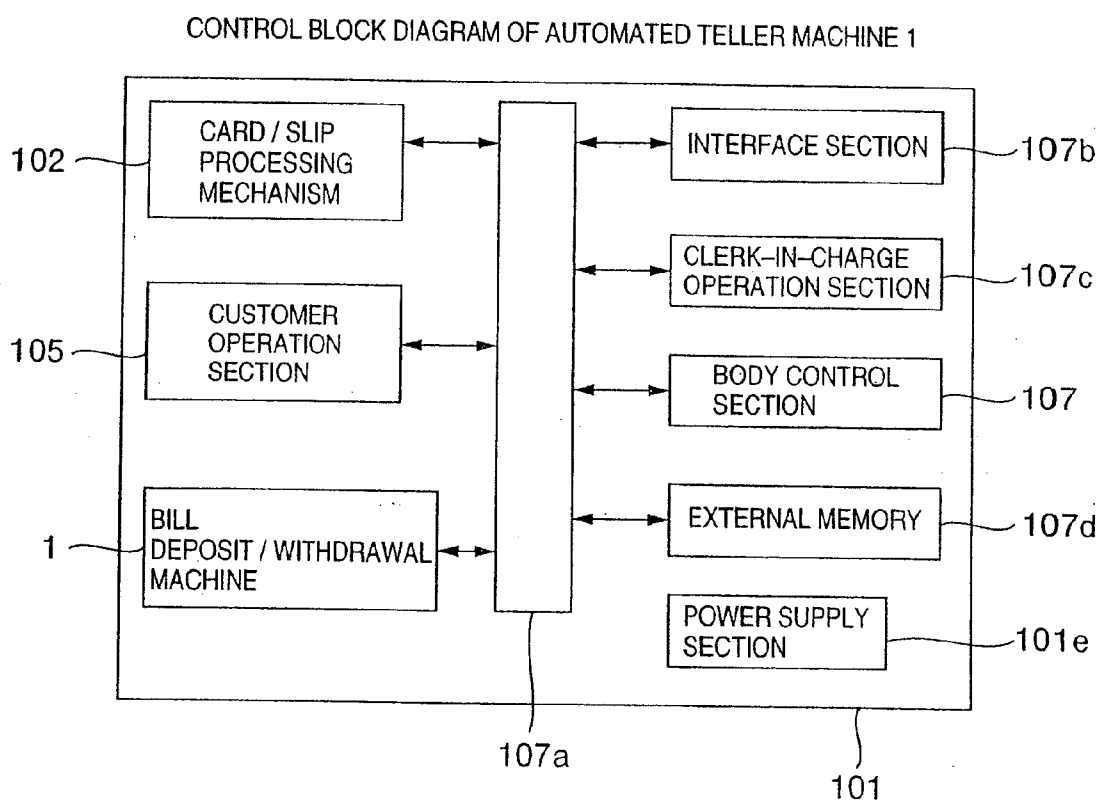 CONTROL BLOCK DIAGRAM OF AUTOMATED TELLER MACHINE 1
102
CARD / SLIP
PROCESSING
MECHANISM
INTERFACE SECTION
107b
CLERK–IN–CHARGE
OPERATION SECTION
107c
105
CUSTOMER
OPERATION
SECTION
BODY CONTROL
SECTION
107
1
BILL
DEPOSIT / WITHDRAWAL
MACHINE
EXTERNAL MEMORY
107d
POWER SUPPLY
SECTION
101e
107a
101